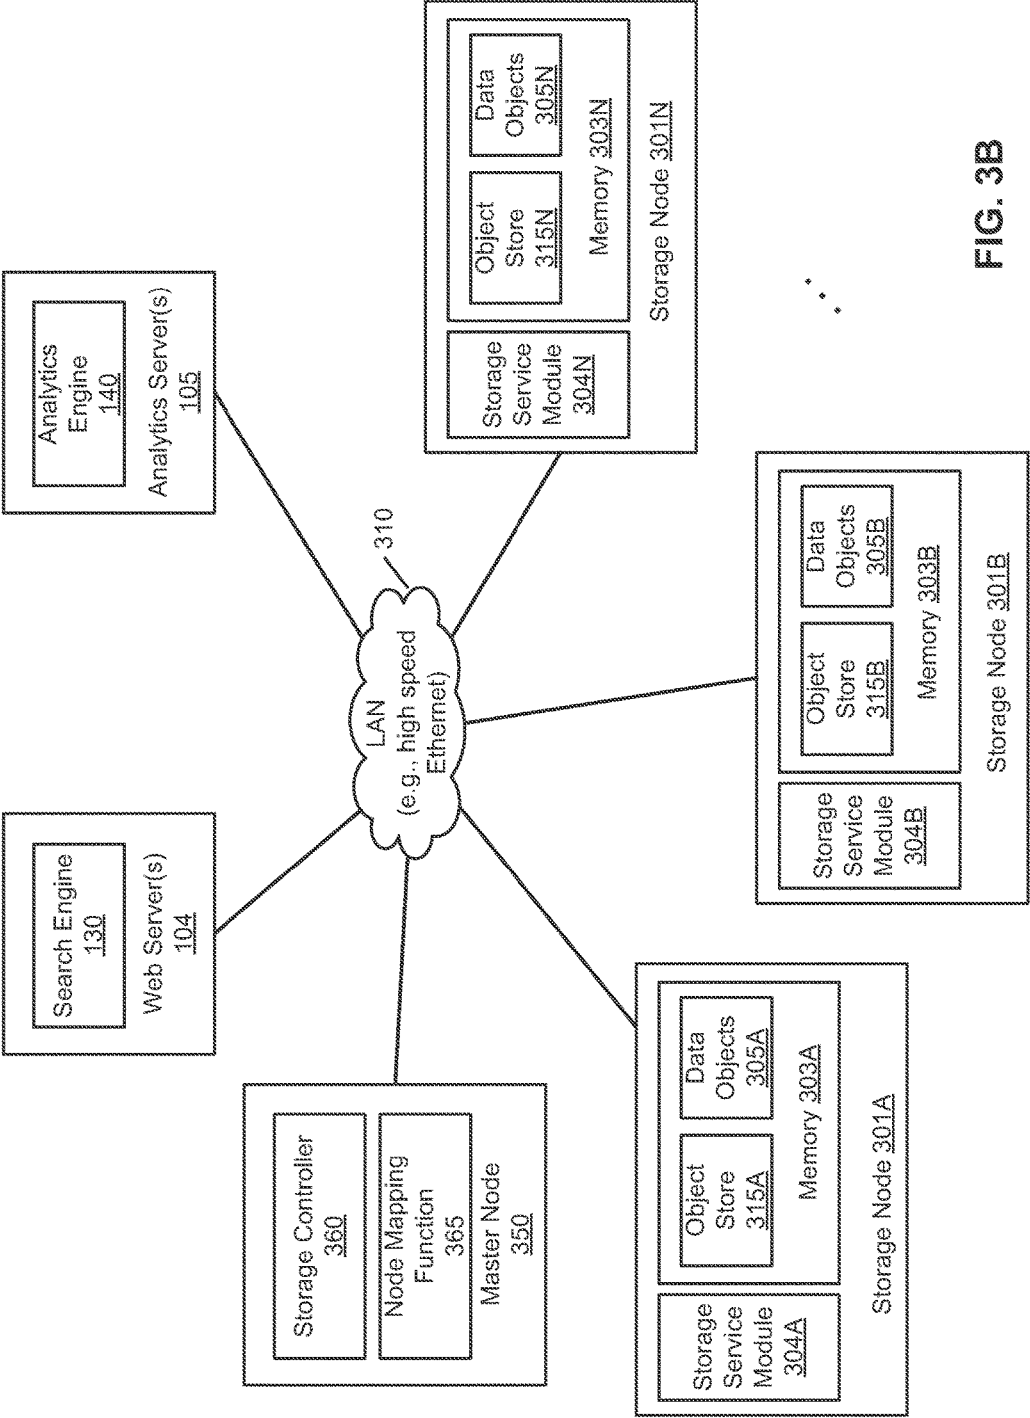 Search Engine
130
Web Server(s)
104
Analytics
Engine
140
Analytics Server(s)
105
Storage Controller
360
Node Mapping
Function
365
Master Node
350
LAN
(e.g., high speed
Ethernet)
310
Storage
Service
Module
304N
Object
Store
315N
Data
Objects
305N
Memory 303N
Storage Node 301N
Storage
Service
Module
304A
Object
Store
315A
Data
Objects
305A
Memory 303A
Storage Node 301A
Storage
Service
Module
304B
Object
Store
315B
Data
Objects
305B
Memory 303B
Storage Node 301B
. . .
FIG. 3B